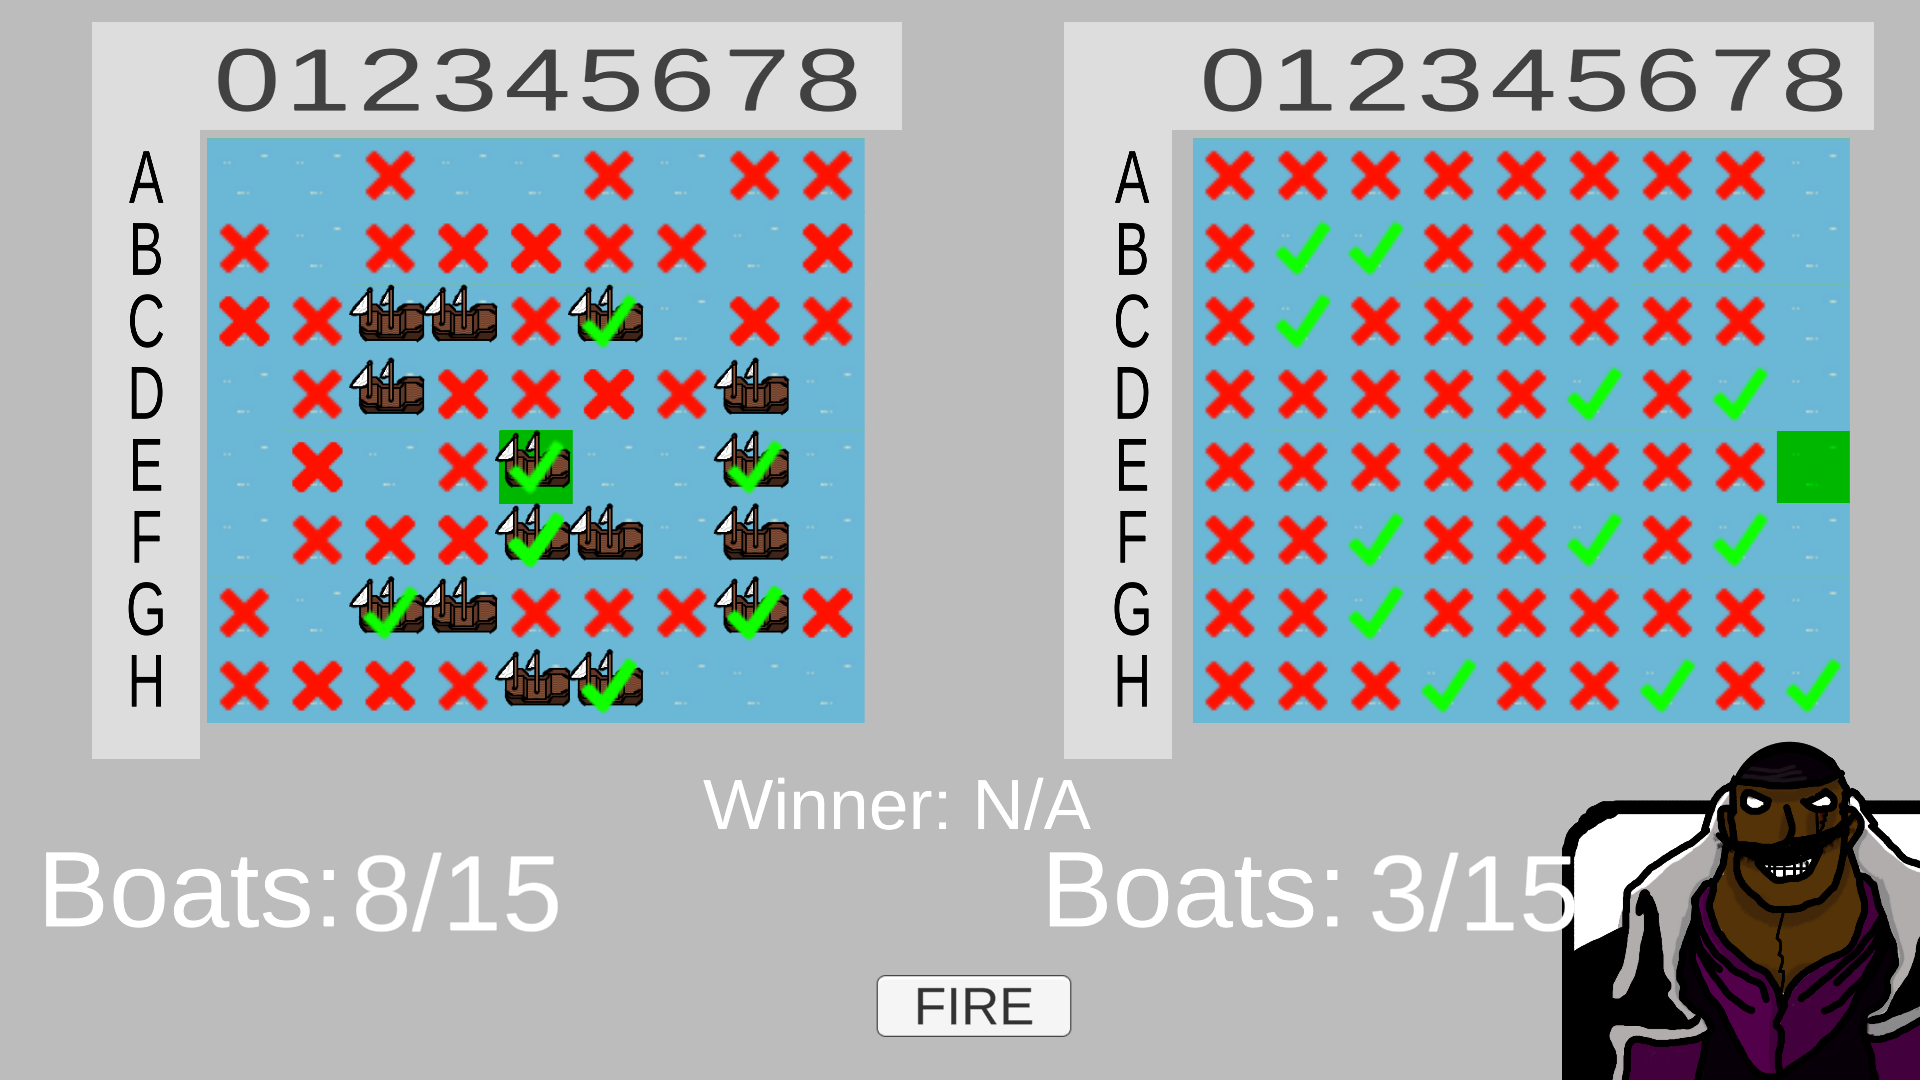 012345678
A
B
C
D
E
F
G
H
012345678
A
B
C
D
E
F
G
H
Winner: N/A
Boats: 8/15
Boats: 3/15
FIRE